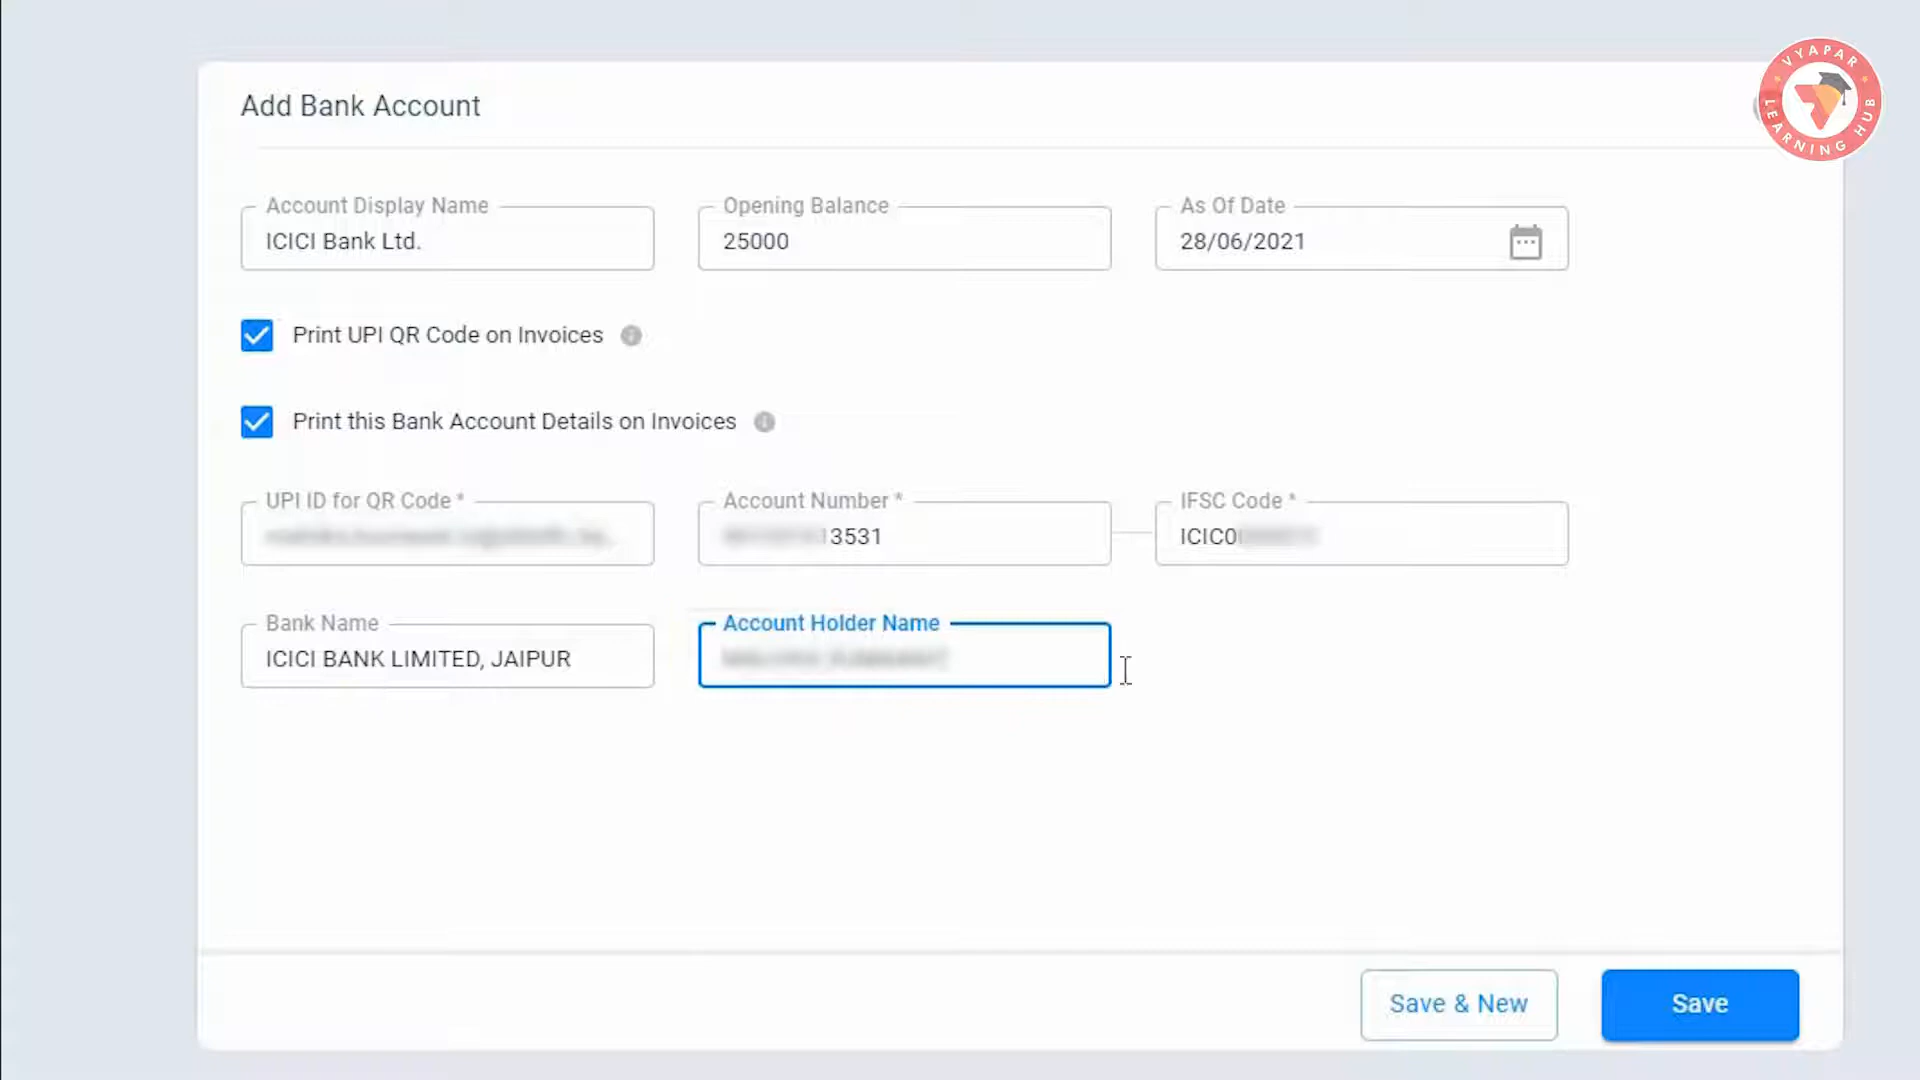 VYAPAR
LEARNING HUB
Add Bank Account
Account Display Name
ICICI Bank Ltd.
Opening Balance
25000
As Of Date
28/06/2021
Print UPI QR Code on Invoices
Print this Bank Account Details on Invoices
UPI ID for QR Code *
Account Number *
13531
IFSC Code *
ICIC0
Bank Name
ICICI BANK LIMITED, JAIPUR
Account Holder Name
Save & New
Save